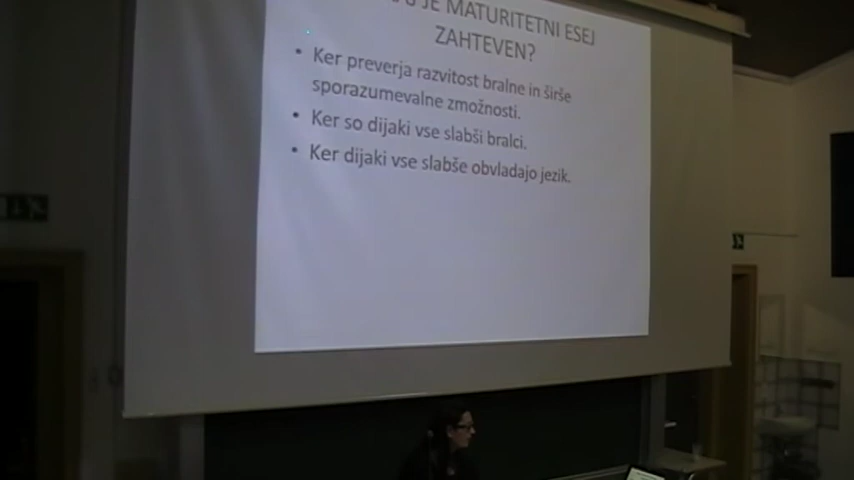 JE MATURITETNI ESEJ
ZAHTEVEN?
• Ker preverja razvitost bralne in širše
sporazumevalne zmožnosti.
• Ker so dijaki vse slabši bralci.
• Ker dijaki vse slabše obvladajo jezik.